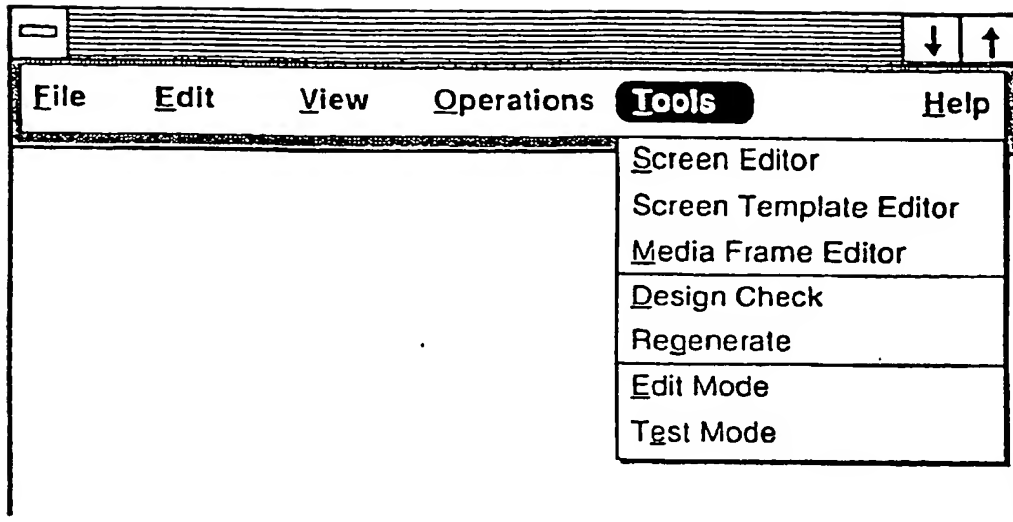 File Edit View Operations Tools Help
Screen Editor
Screen Template Editor
Media Frame Editor
Design Check
Regenerate
Edit Mode
Test Mode